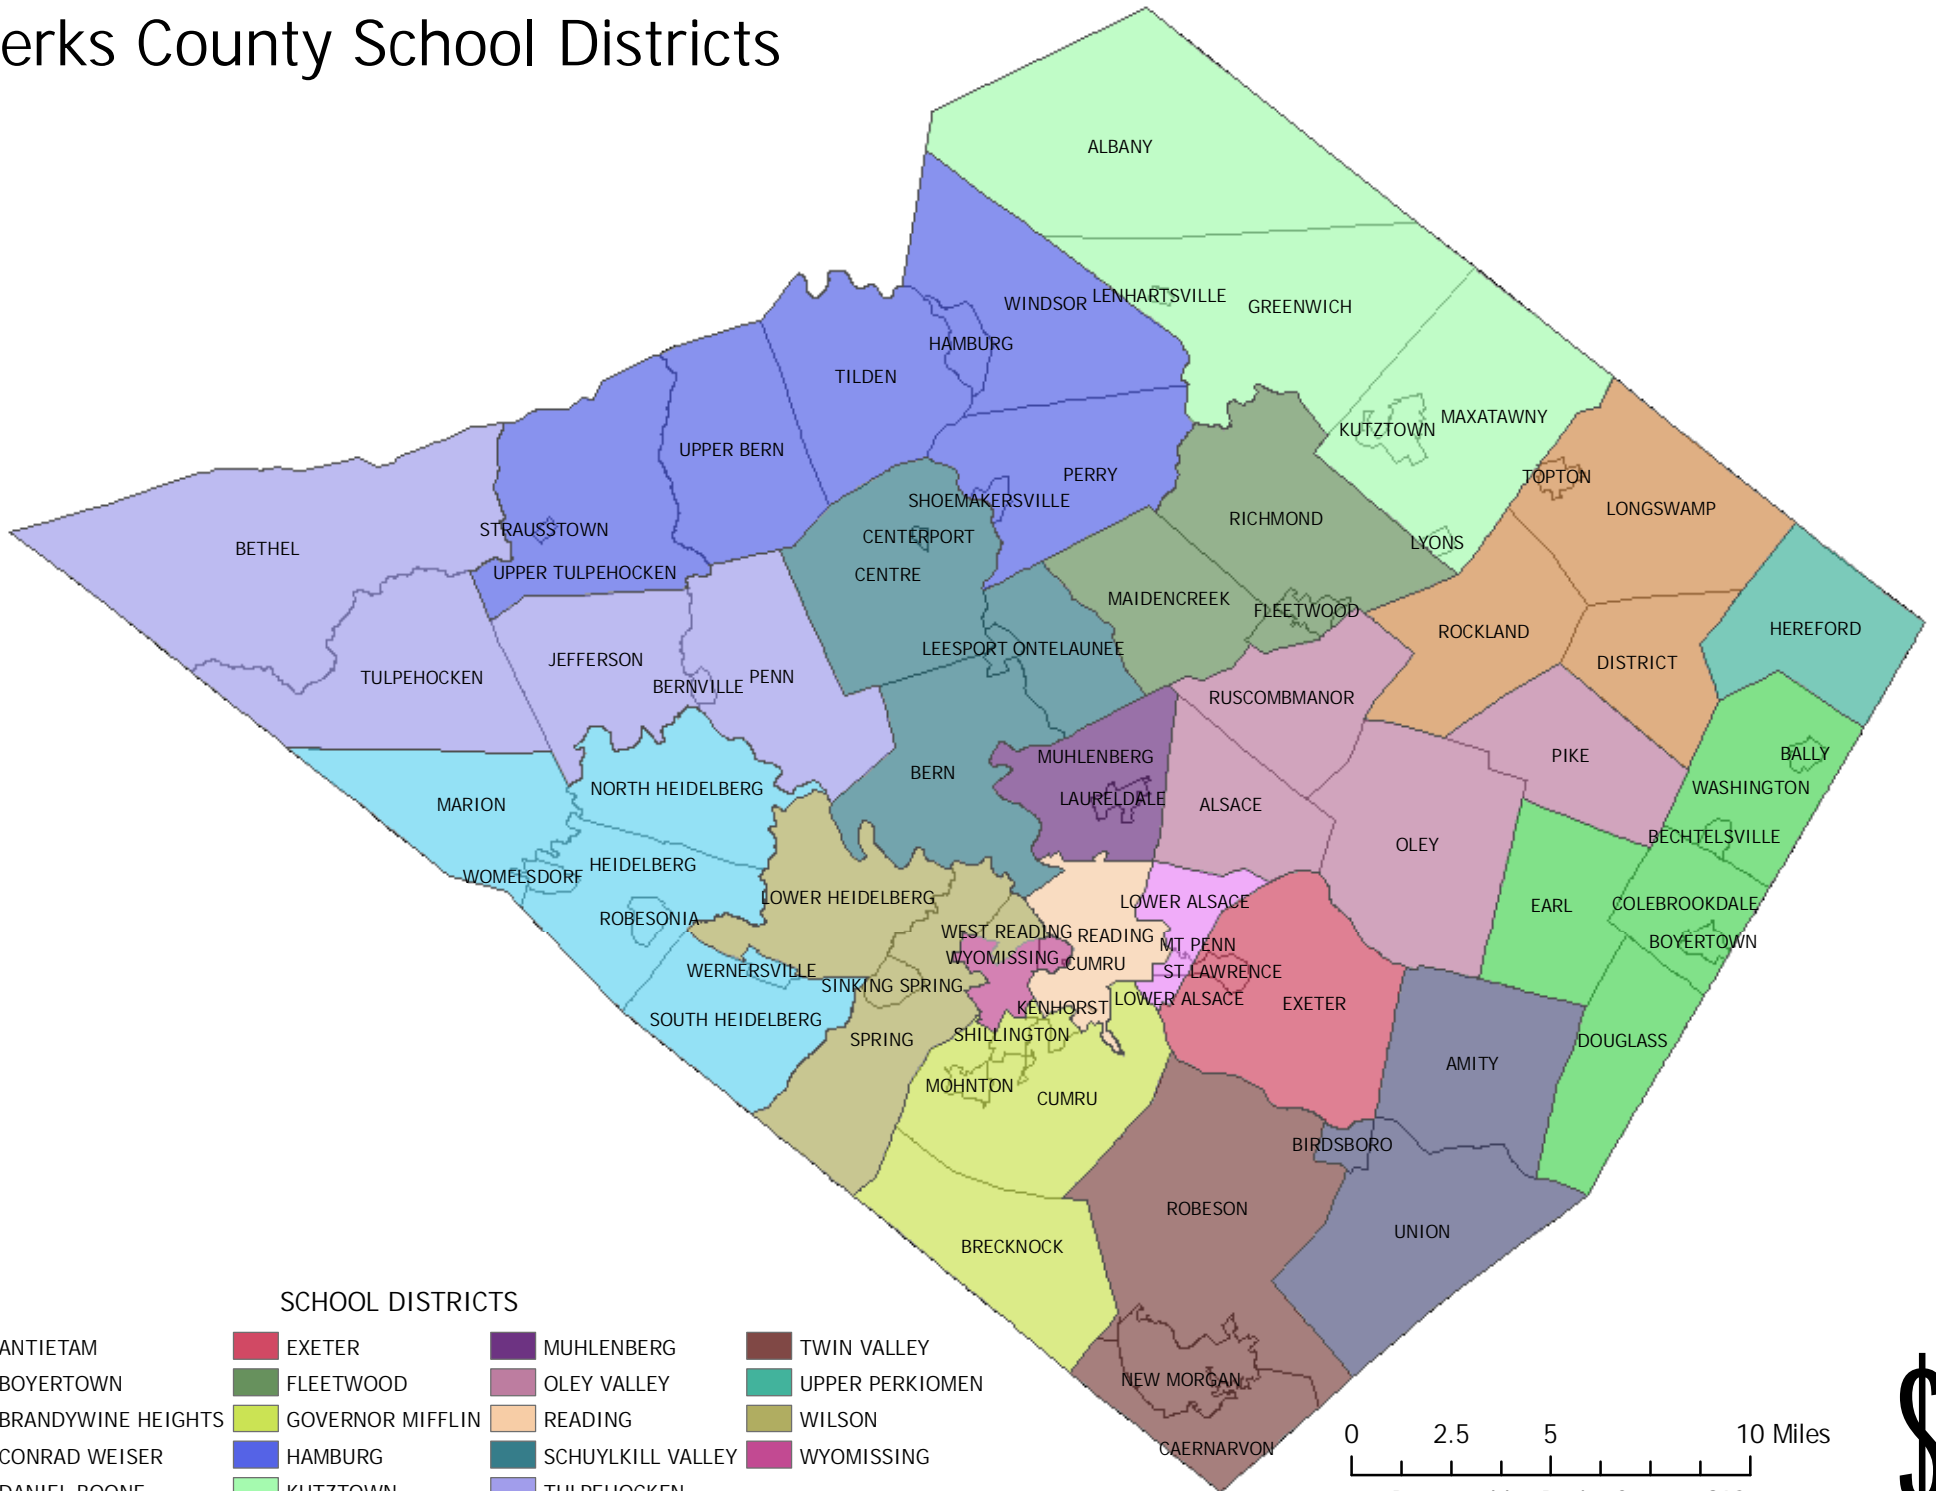 erks County School Districts
ALBANY
WINDSOR
LENHARTSVILLE
GREENWICH
HAMBURG
TILDEN
MAXATAWNY
KUTZTOWN
UPPER BERN
PERRY
TOPTON
SHOEMAKERSVILLE
LONGSWAMP
RICHMOND
STRAUSSTOWN
CENTERPORT
LYONS
BETHEL
UPPER TULPEHOCKEN
CENTRE
MAIDENCREEK
FLEETWOOD
HEREFORD
ROCKLAND
LEESPORT
ONTELAUNEE
JEFFERSON
DISTRICT
TULPEHOCKEN
PENN
BERNVILLE
RUSCOMBMANOR
MUHLENBERG
PIKE
BALLY
BERN
NORTH HEIDELBERG
WASHINGTON
LAURELDALE
MARION
ALSACE
BECHTELSVILLE
OLEY
HEIDELBERG
WOMELSDORF
LOWER HEIDELBERG
LOWER ALSACE
EARL
COLEBROOKDALE
ROBESONIA
WEST READING
READING
BOYERTOWN
MT PENN
WYOMISSING
CUMRU
WERNERSVILLE
ST LAWRENCE
SINKING SPRING
LOWER ALSACE
EXETER
KENHORST
SOUTH HEIDELBERG
SHILLINGTON
SPRING
DOUGLASS
AMITY
MOHNTON
CUMRU
BIRDSBORO
ROBESON
UNION
BRECKNOCK
NEW MORGAN
CAERNARVON
SCHOOL DISTRICTS
ANTIETAM
BOYERTOWN
BRANDYWINE HEIGHTS
CONRAD WEISER
DANIEL BOONE
EXETER
FLEETWOOD
GOVERNOR MIFFLIN
HAMBURG
KUTZTOWN
MUHLENBERG
OLEY VALLEY
READING
SCHUYLKILL VALLEY
TULPEHOCKEN
TWIN VALLEY
UPPER PERKIOMEN
WILSON
WYOMISSING
0 2.5 5 10 Miles
$